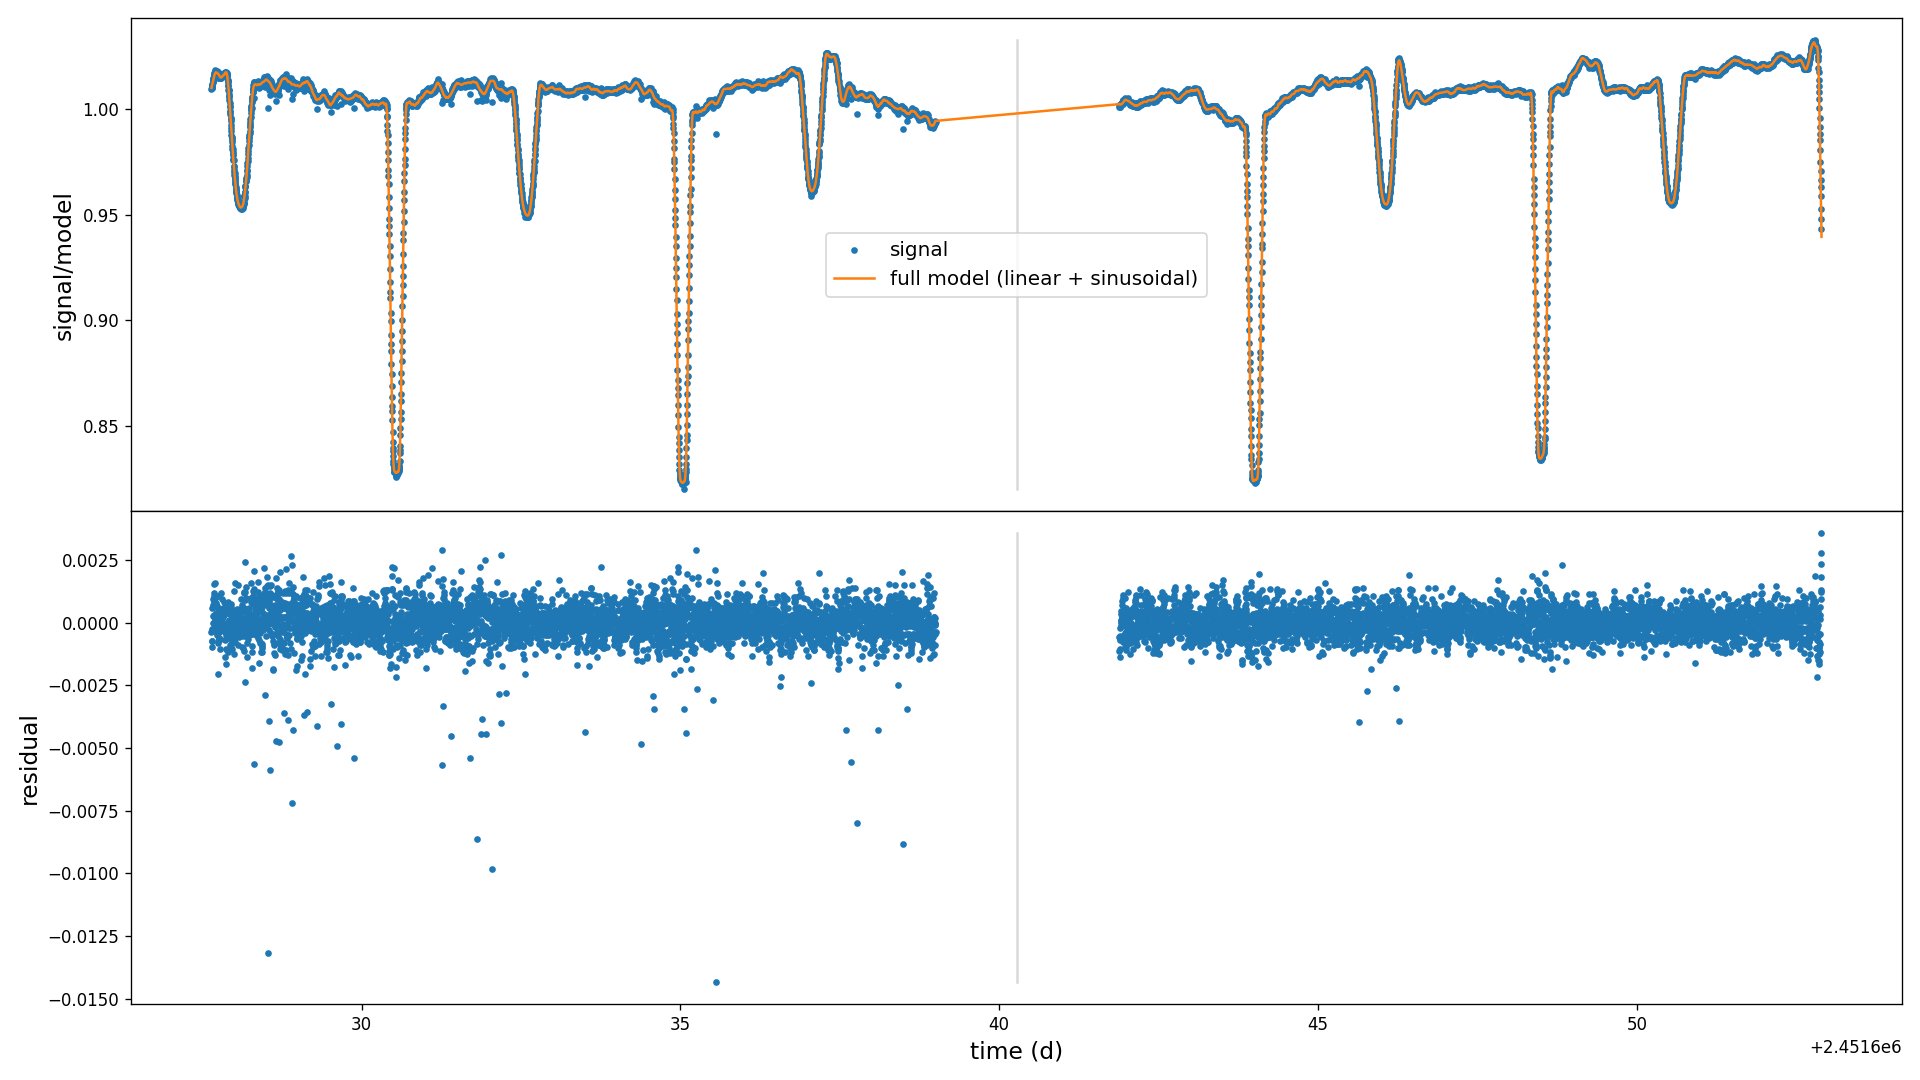 1.00
0.95
0.90
0.85
signal/model
signal
full model (linear + sinusoidal)
0.0025
0.0000
−0.0025
−0.0050
−0.0075
−0.0100
−0.0125
−0.0150
residual
30 35 40 45 50
time (d)
+2.4516e6